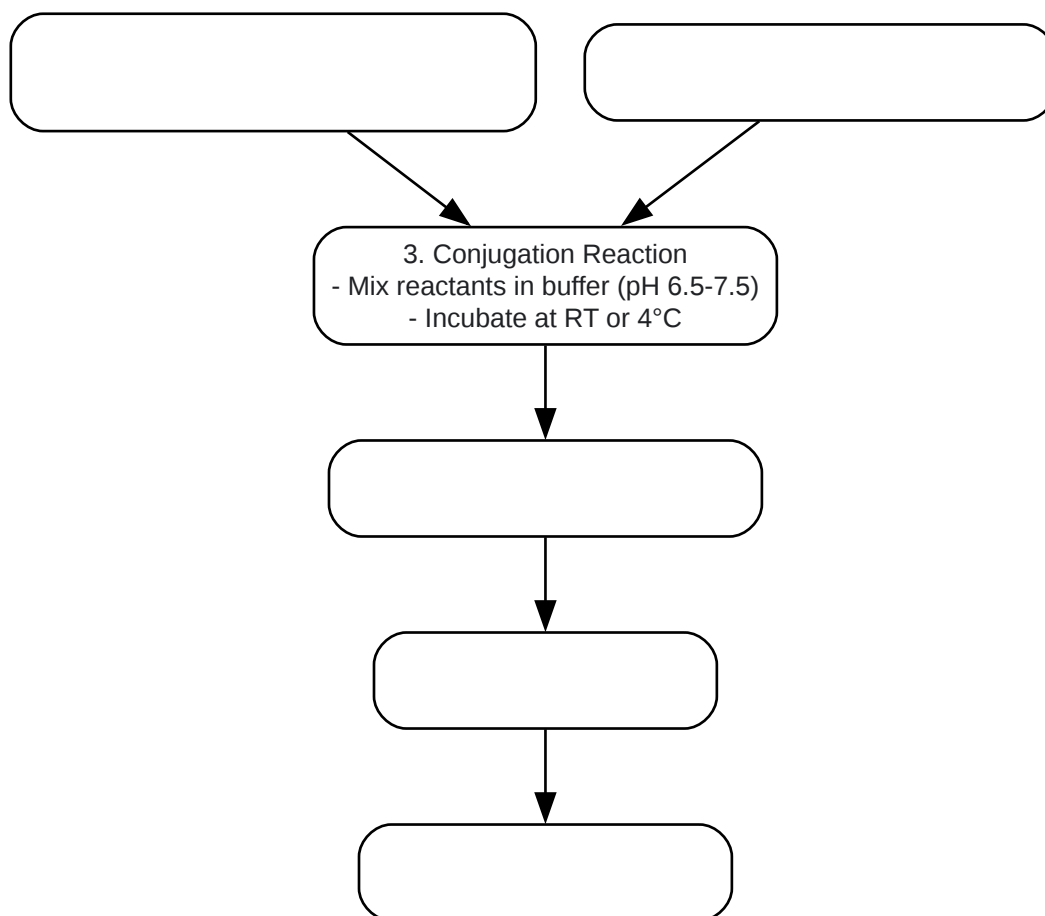 3. Conjugation Reaction
- Mix reactants in buffer (pH 6.5-7.5)
- Incubate at RT or 4°C